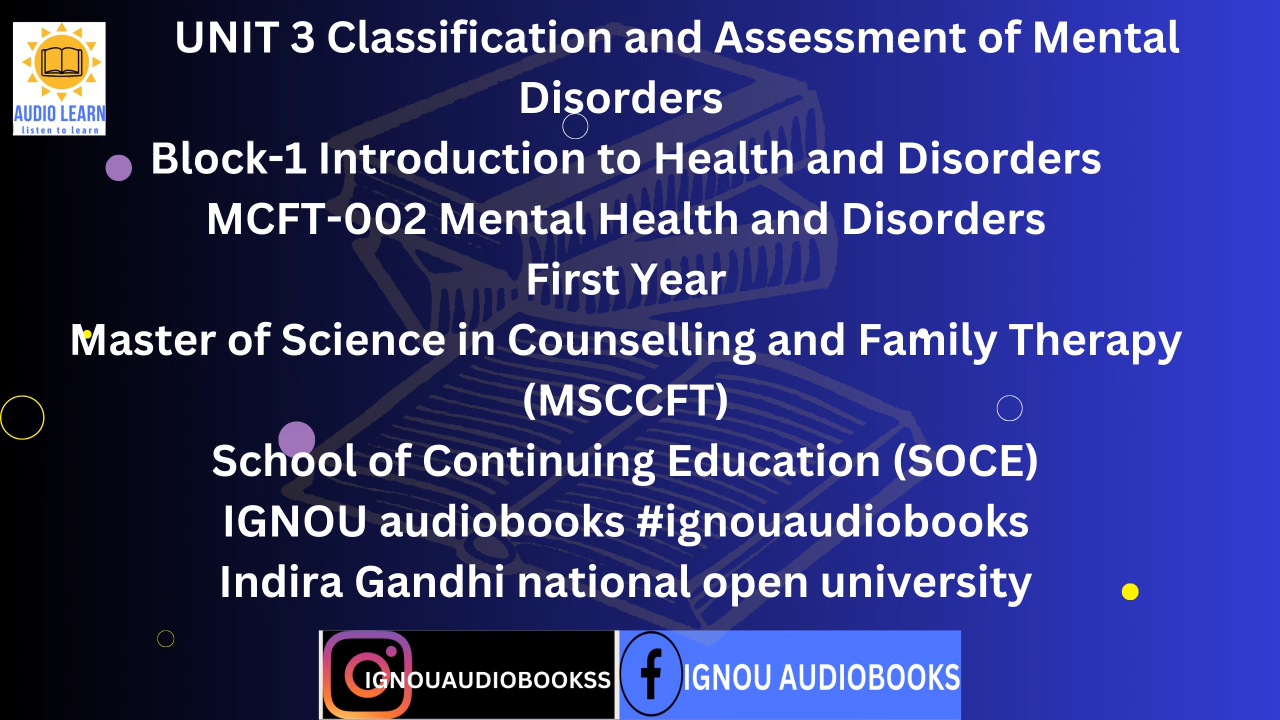 UNIT 3 Classification and Assessment of Mental
Disorders
Block-1 Introduction to Health and Disorders
MCFT-002 Mental Health and Disorders
First Year
Master of Science in Counselling and Family Therapy
(MSCCFT)
School of Continuing Education (SOCE)
IGNOU audiobooks #ignouaudiobooks
Indira Gandhi national open university
AUDIO LEARN
listen to learn
IGNOUAUDIOBOOKSS
IGNOU AUDIOBOOKS